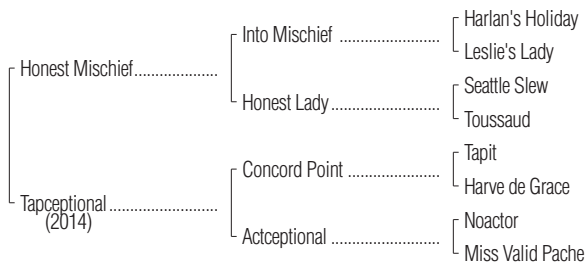 Harlan's Holiday
Into Mischief
Leslie's Lady
Honest Mischief
Seattle Slew
Honest Lady
Toussaud
Tapit
Concord Point
Harve de Grace
Tapceptional
(2014)
Noactor
Actceptional
Miss Valid Pache